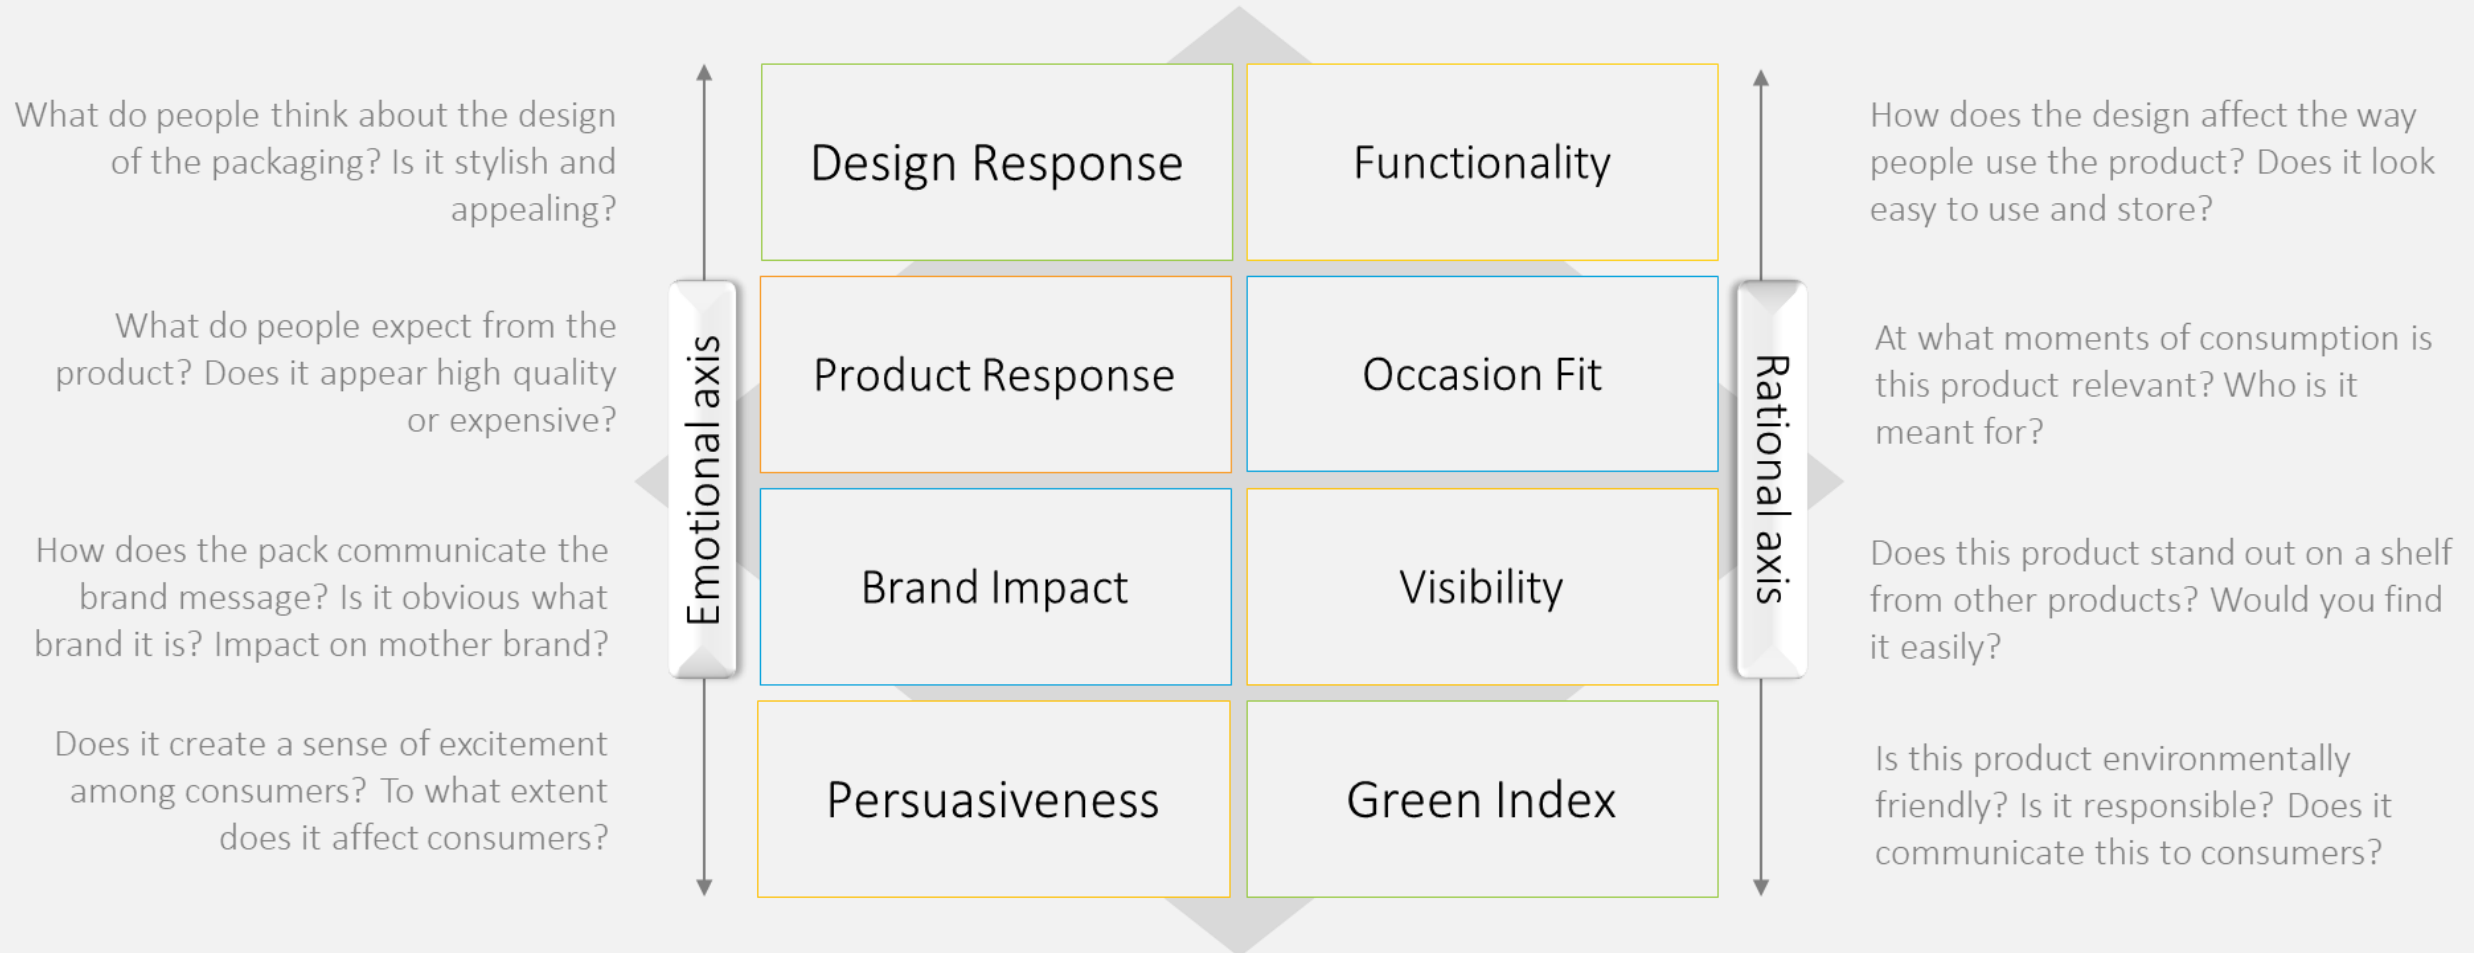 What do people think about the design
of the packaging? Is it stylish and
appealing?
What do people expect from the
product? Does it appear high quality
or expensive?
How does the pack communicate the
brand message? Is it obvious what
brand it is? Impact on mother brand?
Does it create a sense of excitement
among consumers? To what extent
does it affect consumers?
Emotional axis
Design Response
Functionality
Product Response
Occasion Fit
Brand Impact
Visibility
Persuasiveness
Green Index
Rational axis
How does the design affect the way
people use the product? Does it look
easy to use and store?
At what moments of consumption is
this product relevant? Who is it
meant for?
Does this product stand out on a shelf
from other products? Would you find
it easily?
Is this product environmentally
friendly? Is it responsible? Does it
communicate this to consumers?